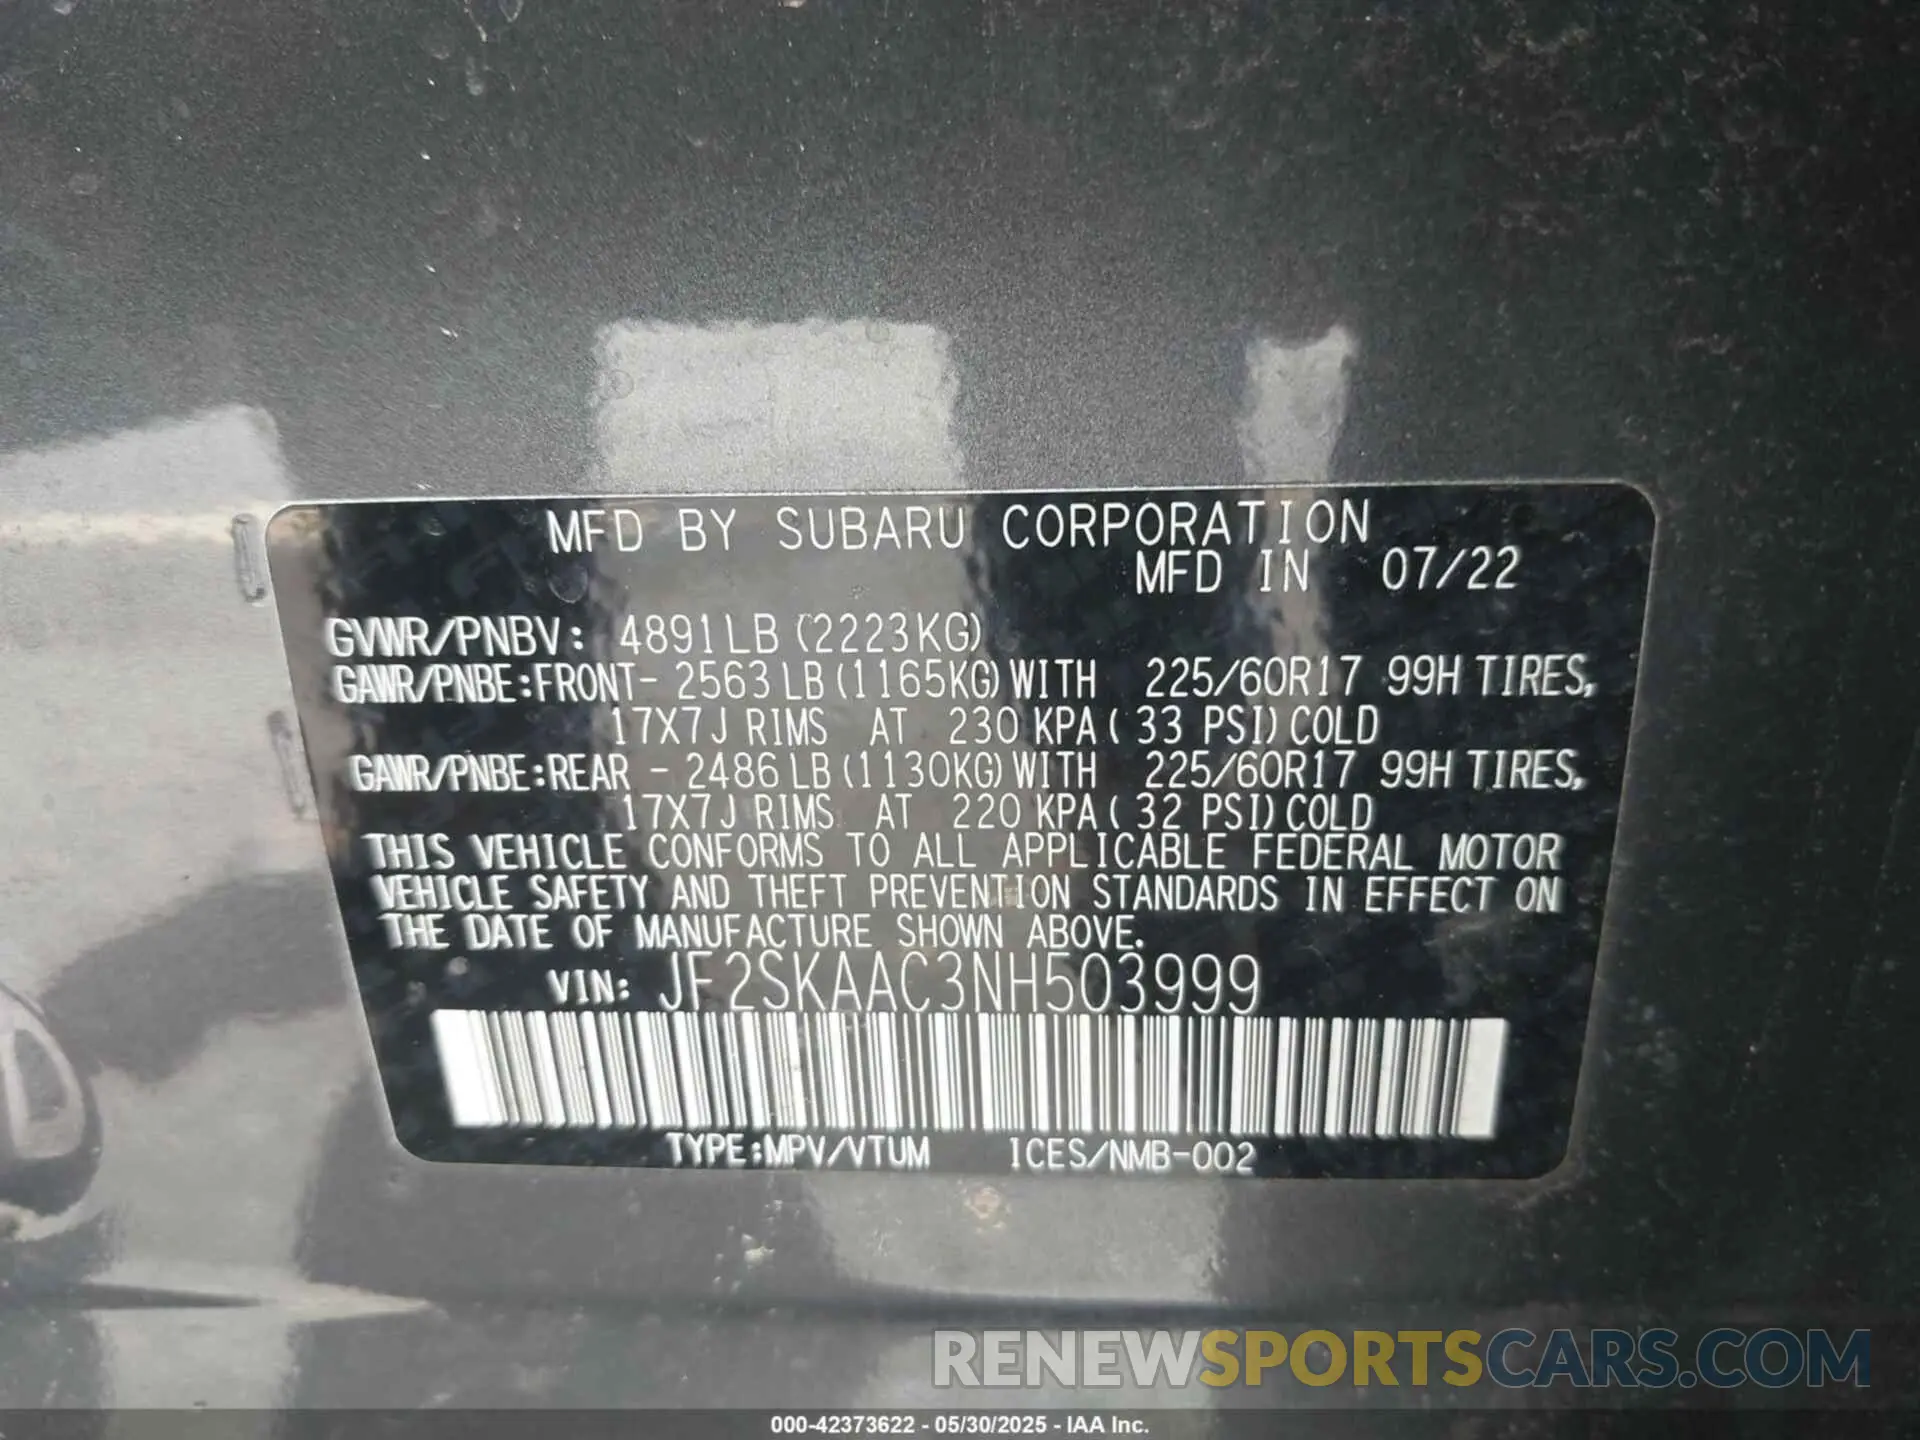 MFD BY SUBARU CORPORATION
MFD IN 07/22
GVWR/PNBV: 4891LB (2223KG)
GAWR/PNBE:FRONT- 2563LB(1165KG)WITH 225/60R17 99H TIRES,
17X7J RIMS AT 230 KPA( 33 PSI)COLD
GAWR/PNBE:REAR - 2486LB(1130KG)WITH 225/60R17 99H TIRES,
17X7J RIMS AT 220 KPA( 32 PSI)COLD
THIS VEHICLE CONFORMS TO ALL APPLICABLE FEDERAL MOTOR
VEHICLE SAFETY AND THEFT PREVENTION STANDARDS IN EFFECT ON
THE DATE OF MANUFACTURE SHOWN ABOVE.
VIN: JF2SKAAC3NH503999
TYPE:MPV/VTUM ICES/NMB-002
RENEWSPORTSCARS.COM
000-42373622 - 05/30/2025 - IAA Inc.